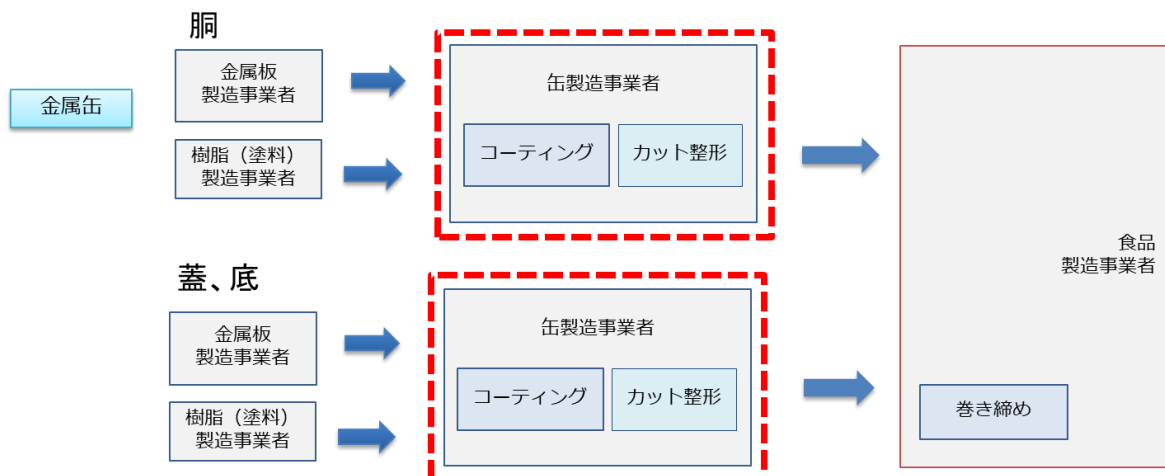 胴
金属缶
金属板
製造事業者
樹脂（塗料）
製造事業者
缶製造事業者
コーティング
カット整形
蓋、底
金属板
製造事業者
樹脂（塗料）
製造事業者
缶製造事業者
コーティング
カット整形
食品
製造事業者
巻き締め